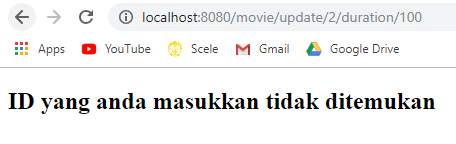 localhost:8080/movie/update/2/duration/100
Apps YouTube Scele Gmail Google Drive
ID yang anda masukkan tidak ditemukan